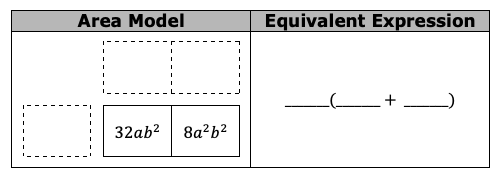 Area Model Equivalent Expression
_____(_____ + _____)
32ab² 8a²b²